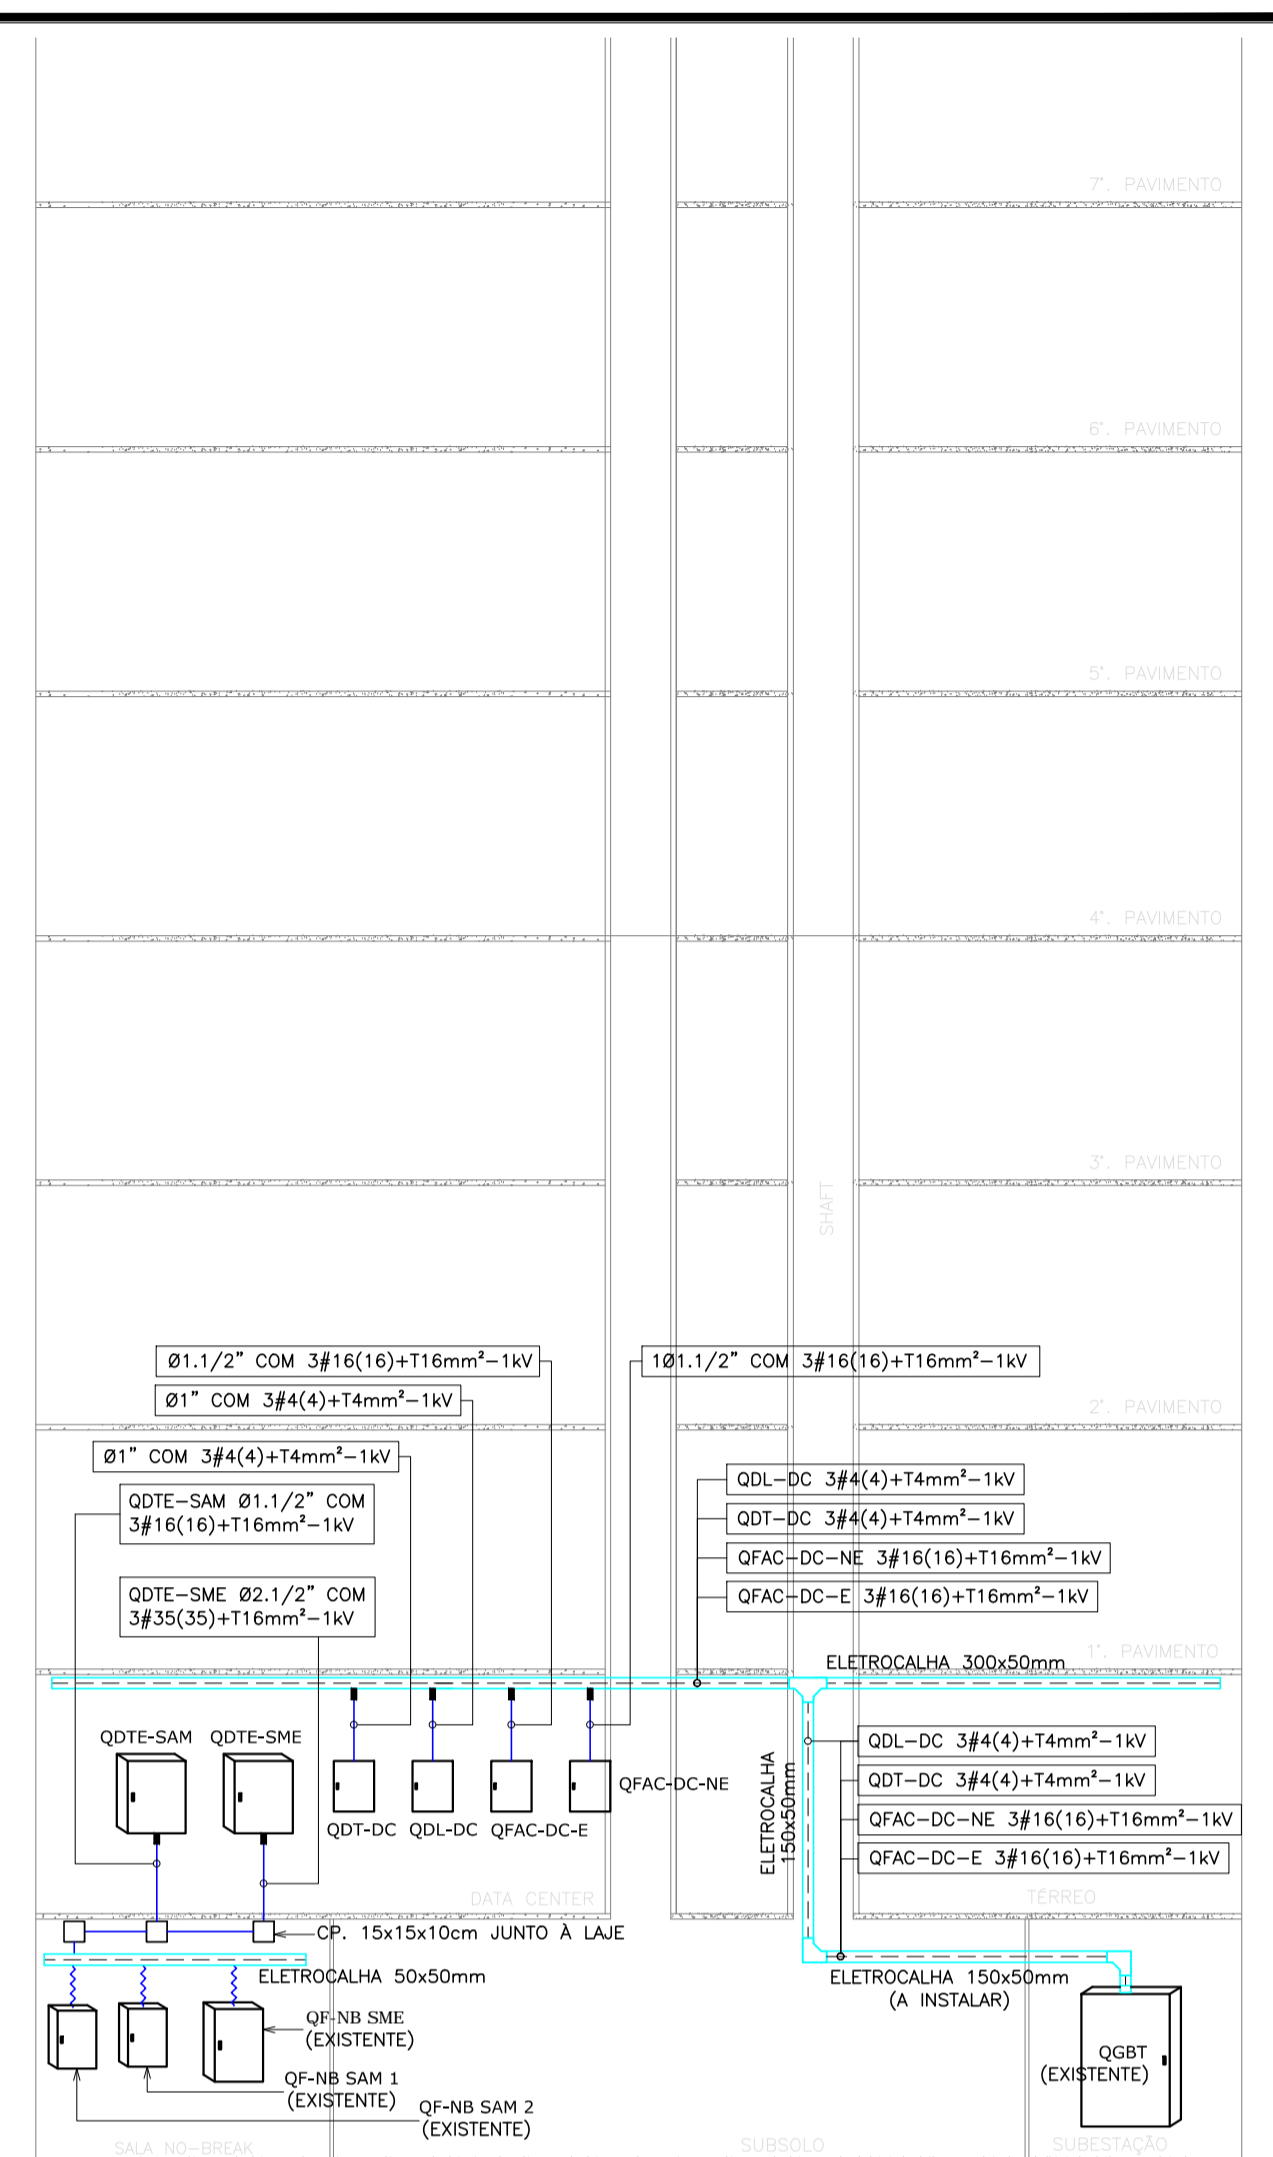 7°. PAVIMENTO
6°. PAVIMENTO
5°. PAVIMENTO
4°. PAVIMENTO
3°. PAVIMENTO
SHAFT
Ø1.1/2" COM 3#16(16)+T16mm²-1kV
1Ø1.1/2" COM 3#16(16)+T16mm²-1kV
Ø1" COM 3#4(4)+T4mm²-1kV
2°. PAVIMENTO
Ø1" COM 3#4(4)+T4mm²-1kV
QDTE-SAM Ø1.1/2" COM
3#16(16)+T16mm²-1kV
QDTE-SME Ø2.1/2" COM
3#35(35)+T16mm²-1kV
QDL-DC 3#4(4)+T4mm²-1kV
QDT-DC 3#4(4)+T4mm²-1kV
QFAC-DC-NE 3#16(16)+T16mm²-1kV
QFAC-DC-E 3#16(16)+T16mm²-1kV
1°. PAVIMENTO
ELETROCALHA 300x50mm
QDTE-SAM
QDTE-SME
QDT-DC
QDL-DC
QFAC-DC-E
QFAC-DC-NE
ELETROCALHA
150x50mm
QDL-DC 3#4(4)+T4mm²-1kV
QDT-DC 3#4(4)+T4mm²-1kV
QFAC-DC-NE 3#16(16)+T16mm²-1kV
QFAC-DC-E 3#16(16)+T16mm²-1kV
DATA CENTER
TÉRREO
CP. 15x15x10cm JUNTO À LAJE
ELETROCALHA 50x50mm
ELETROCALHA 150x50mm
(A INSTALAR)
QF-NB SME
(EXISTENTE)
QF-NB SAM 1
(EXISTENTE)
QF-NB SAM 2
(EXISTENTE)
QGBT
(EXISTENTE)
SALA NO-BREAK
SUBSOLO
SUBESTAÇÃO